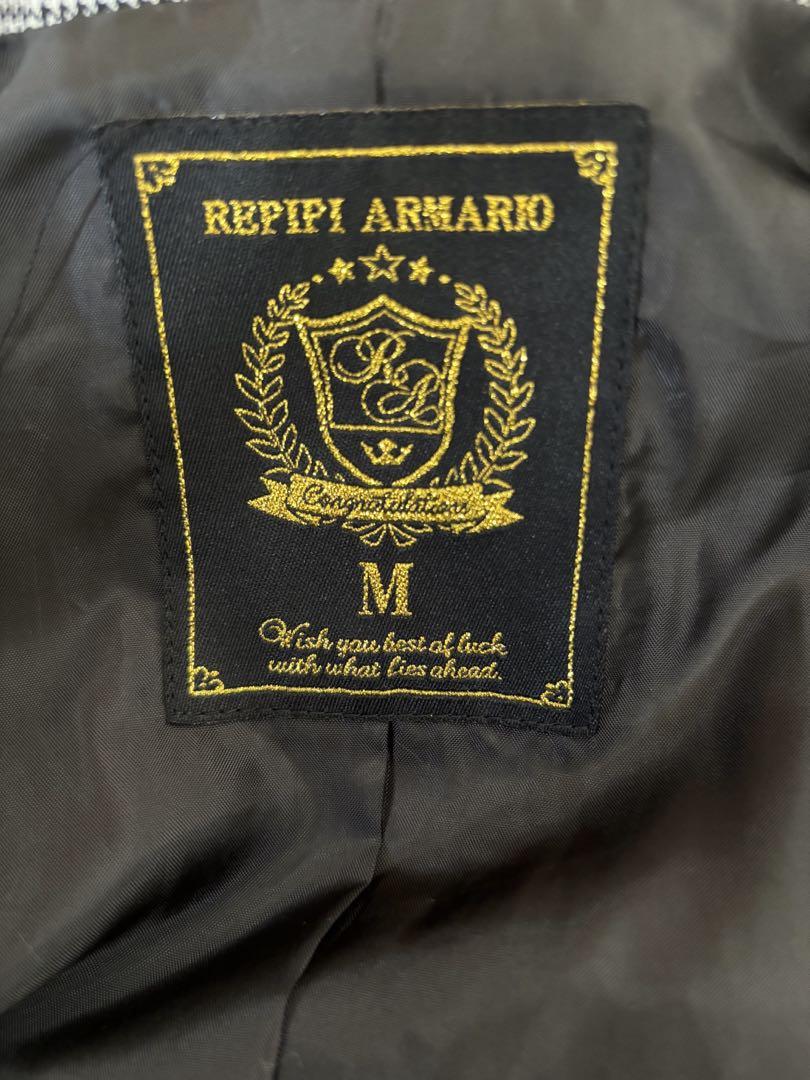 REPIPI ARMARIO
RA
Congratulations
M
Wish you best of luck
with what lies ahead.